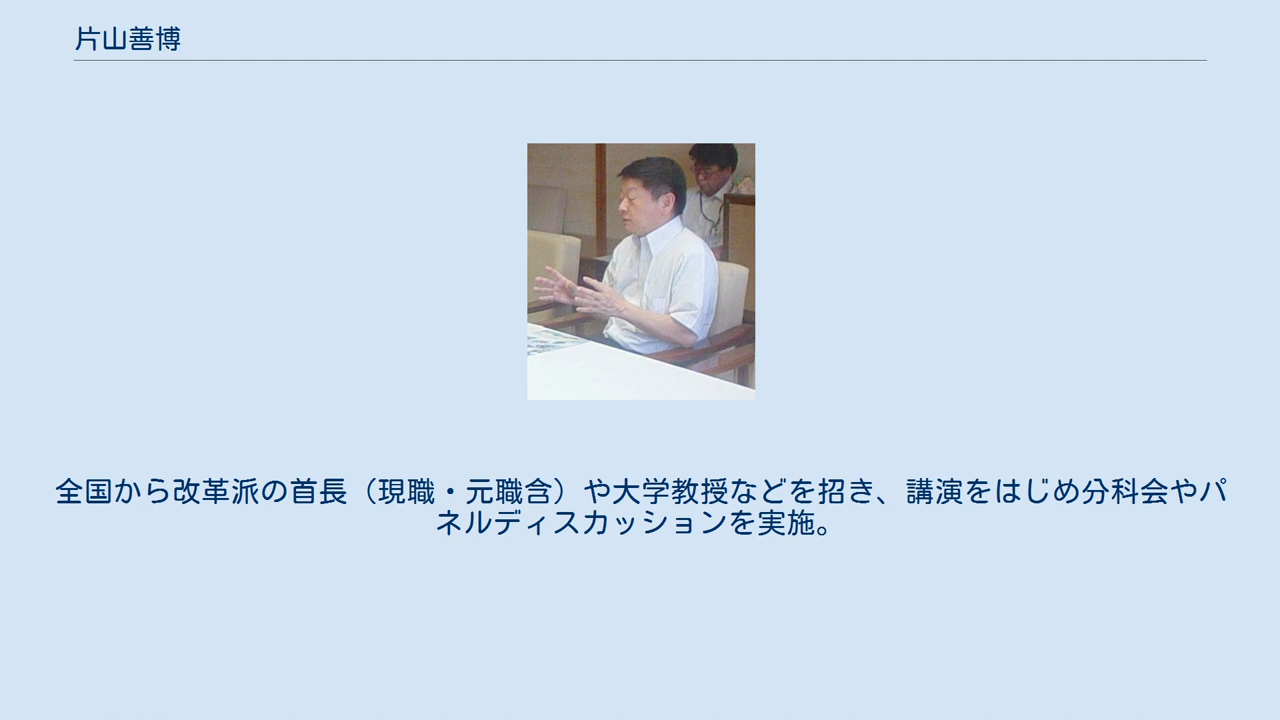 片山善博
全国から改革派の首長（現職・元職含）や大学教授などを招き、講演をはじめ分科会やパ
ネルディスカッションを実施。